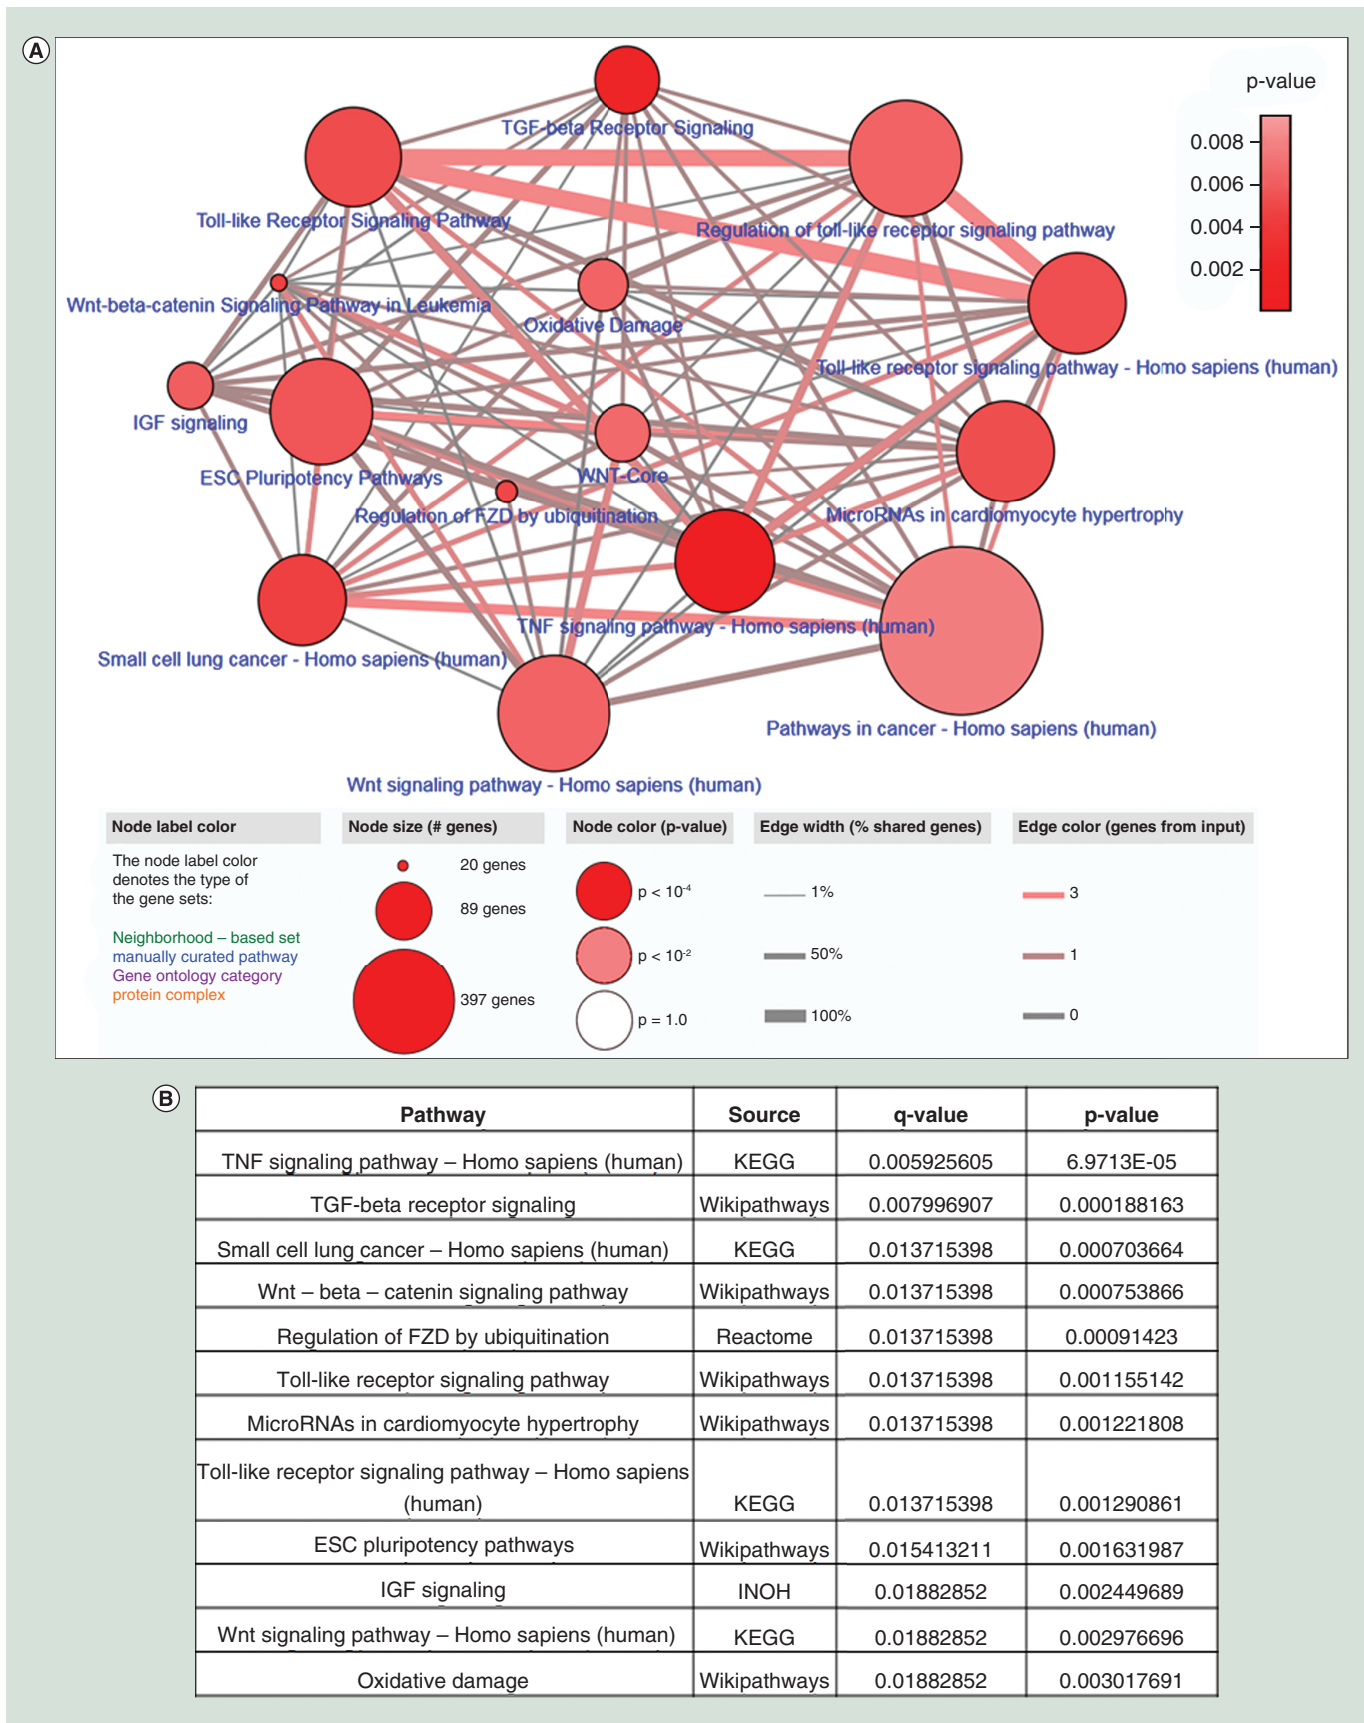 A
p-value
0.008
0.006
0.004
0.002
TGF-beta Receptor Signaling
Toll-like Receptor Signaling Pathway
Regulation of toll-like receptor signaling pathway
Wnt-beta-catenin Signaling Pathway in Leukemia
Oxidative Damage
Toll-like receptor signaling pathway - Homo sapiens (human)
IGF signaling
ESC Pluripotency Pathways
WNT-Core
Regulation of FZD by ubiquitination
MicroRNAs in cardiomyocyte hypertrophy
TNF signaling pathway - Homo sapiens (human)
Small cell lung cancer - Homo sapiens (human)
Pathways in cancer - Homo sapiens (human)
Wnt signaling pathway - Homo sapiens (human)
Node label color
The node label color
denotes the type of
the gene sets:
Neighborhood – based set
manually curated pathway
Gene ontology category
protein complex
Node size (# genes)
20 genes
89 genes
397 genes
Node color (p-value)
p < 10-4
p < 10-2
p = 1.0
Edge width (% shared genes)
1%
50%
100%
Edge color (genes from input)
3
1
0
B
Pathway Source q-value p-value
TNF signaling pathway – Homo sapiens (human) KEGG 0.005925605 6.9713E-05
TGF-beta receptor signaling Wikipathways 0.007996907 0.000188163
Small cell lung cancer – Homo sapiens (human) KEGG 0.013715398 0.000703664
Wnt – beta – catenin signaling pathway Wikipathways 0.013715398 0.000753866
Regulation of FZD by ubiquitination Reactome 0.013715398 0.00091423
Toll-like receptor signaling pathway Wikipathways 0.013715398 0.001155142
MicroRNAs in cardiomyocyte hypertrophy Wikipathways 0.013715398 0.001221808
Toll-like receptor signaling pathway – Homo sapiens
(human) KEGG 0.013715398 0.001290861
ESC pluripotency pathways Wikipathways 0.015413211 0.001631987
IGF signaling INOH 0.01882852 0.002449689
Wnt signaling pathway – Homo sapiens (human) KEGG 0.01882852 0.002976696
Oxidative damage Wikipathways 0.01882852 0.003017691